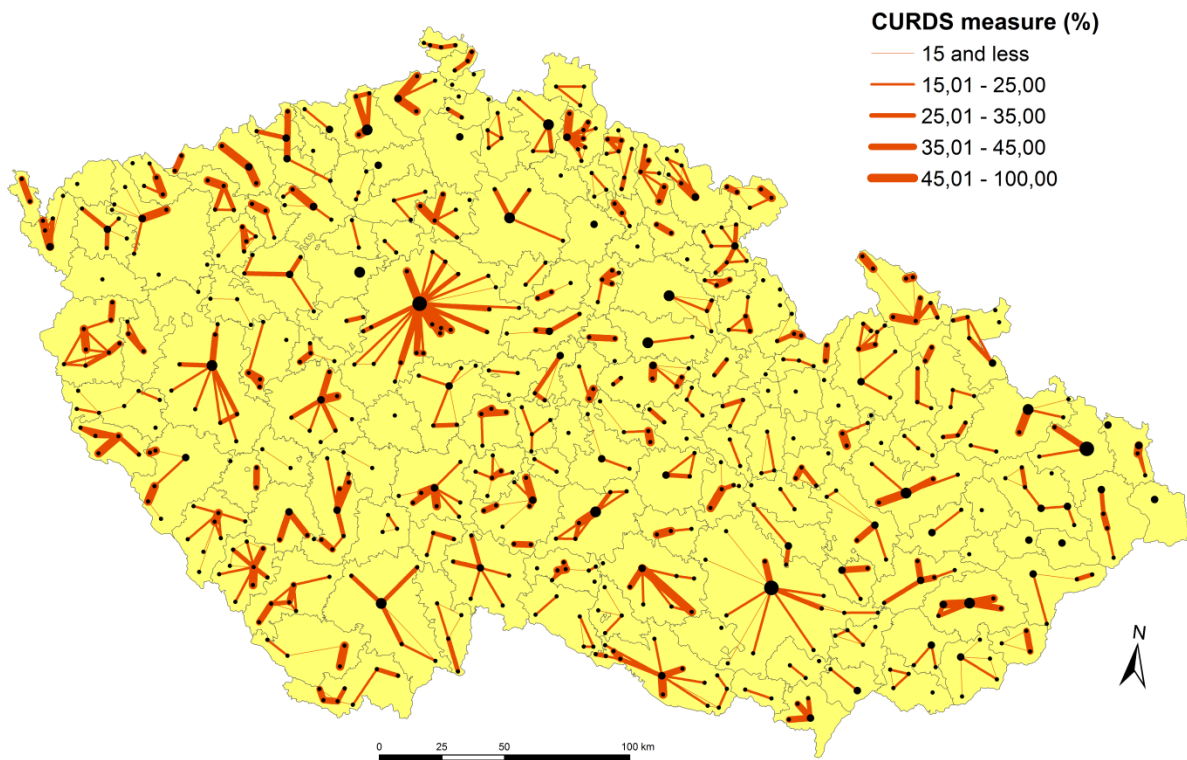 CURDS measure (%)
15 and less
15,01 - 25,00
25,01 - 35,00
35,01 - 45,00
45,01 - 100,00
N
0 25 50 100 km